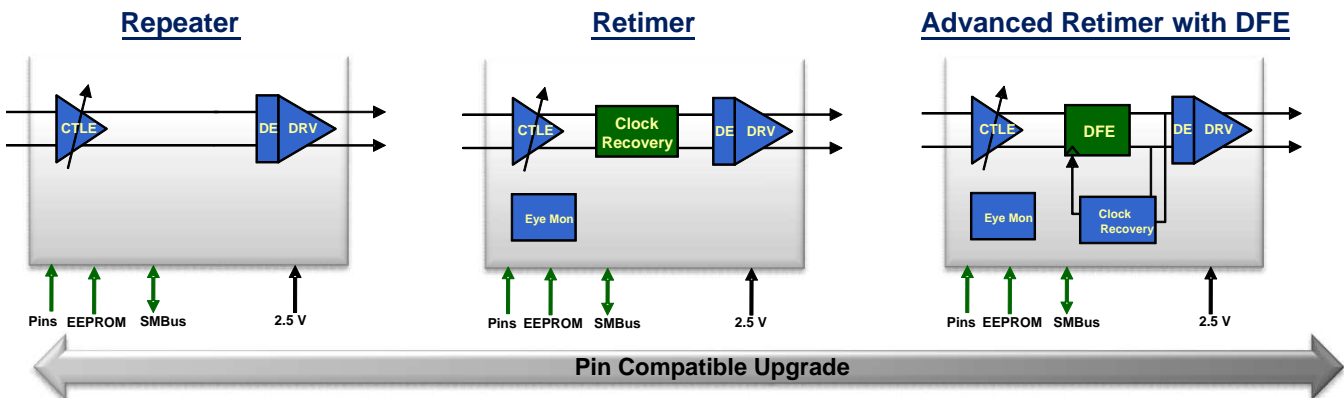 Repeater
CTLE
DE
DRV
Pins
EEPROM
SMBus
2.5 V
Retimer
CTLE
Clock
Recovery
DE
DRV
Eye Mon
Pins
EEPROM
SMBus
2.5 V
Advanced Retimer with DFE
CTLE
DFE
DE
DRV
Eye Mon
Clock
Recovery
Pins
EEPROM
SMBus
2.5 V
Pin Compatible Upgrade